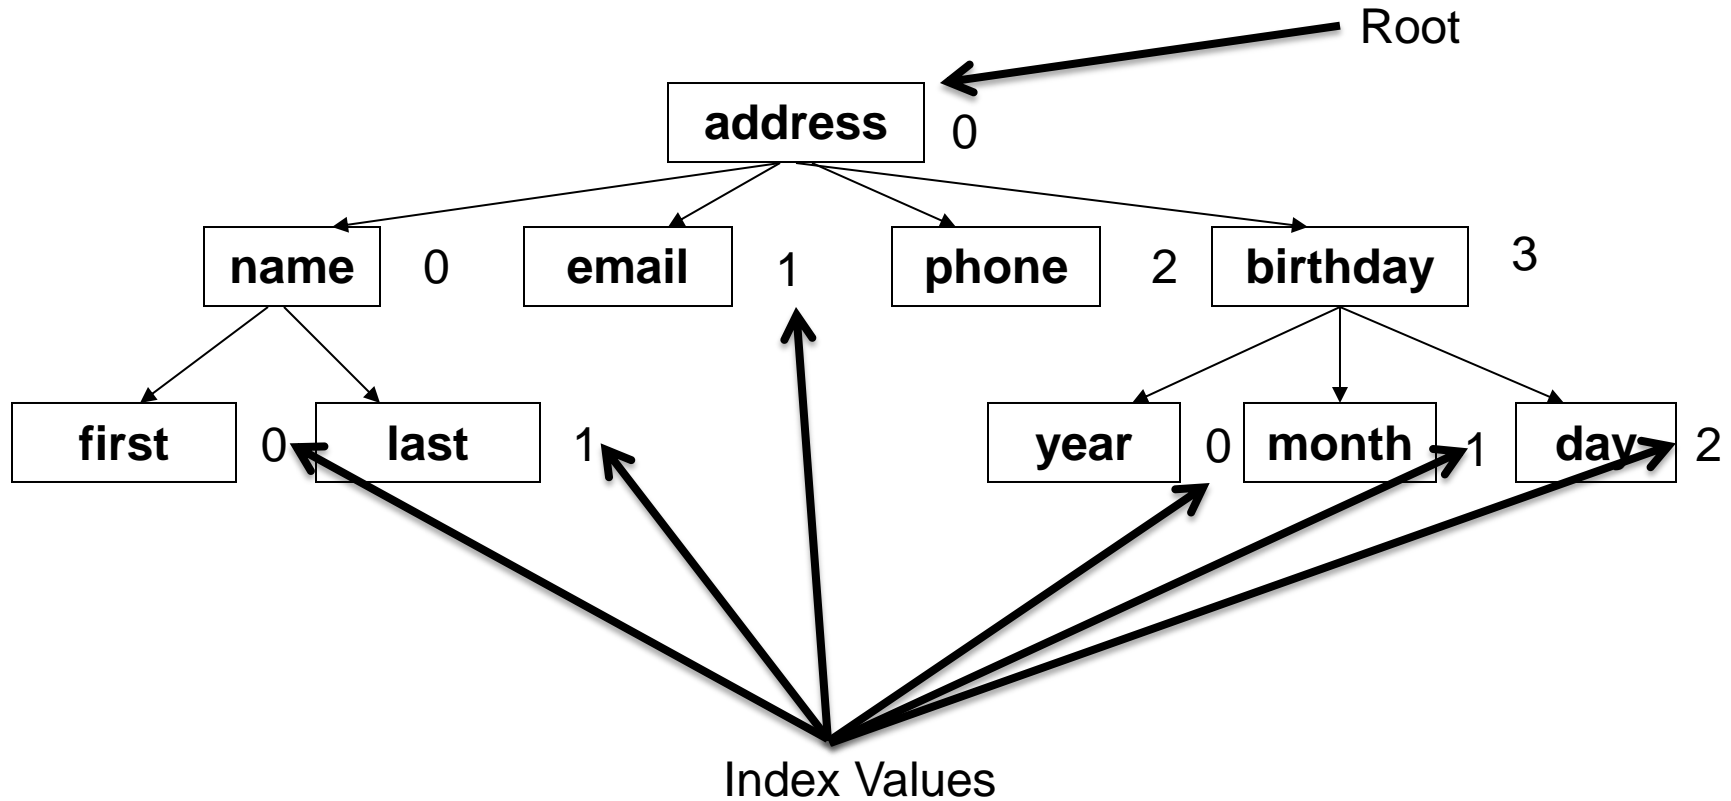 Root
address 0
name 0 email 1 phone 2 birthday 3
first 0 last 1 year 0 month 1 day 2
Index Values